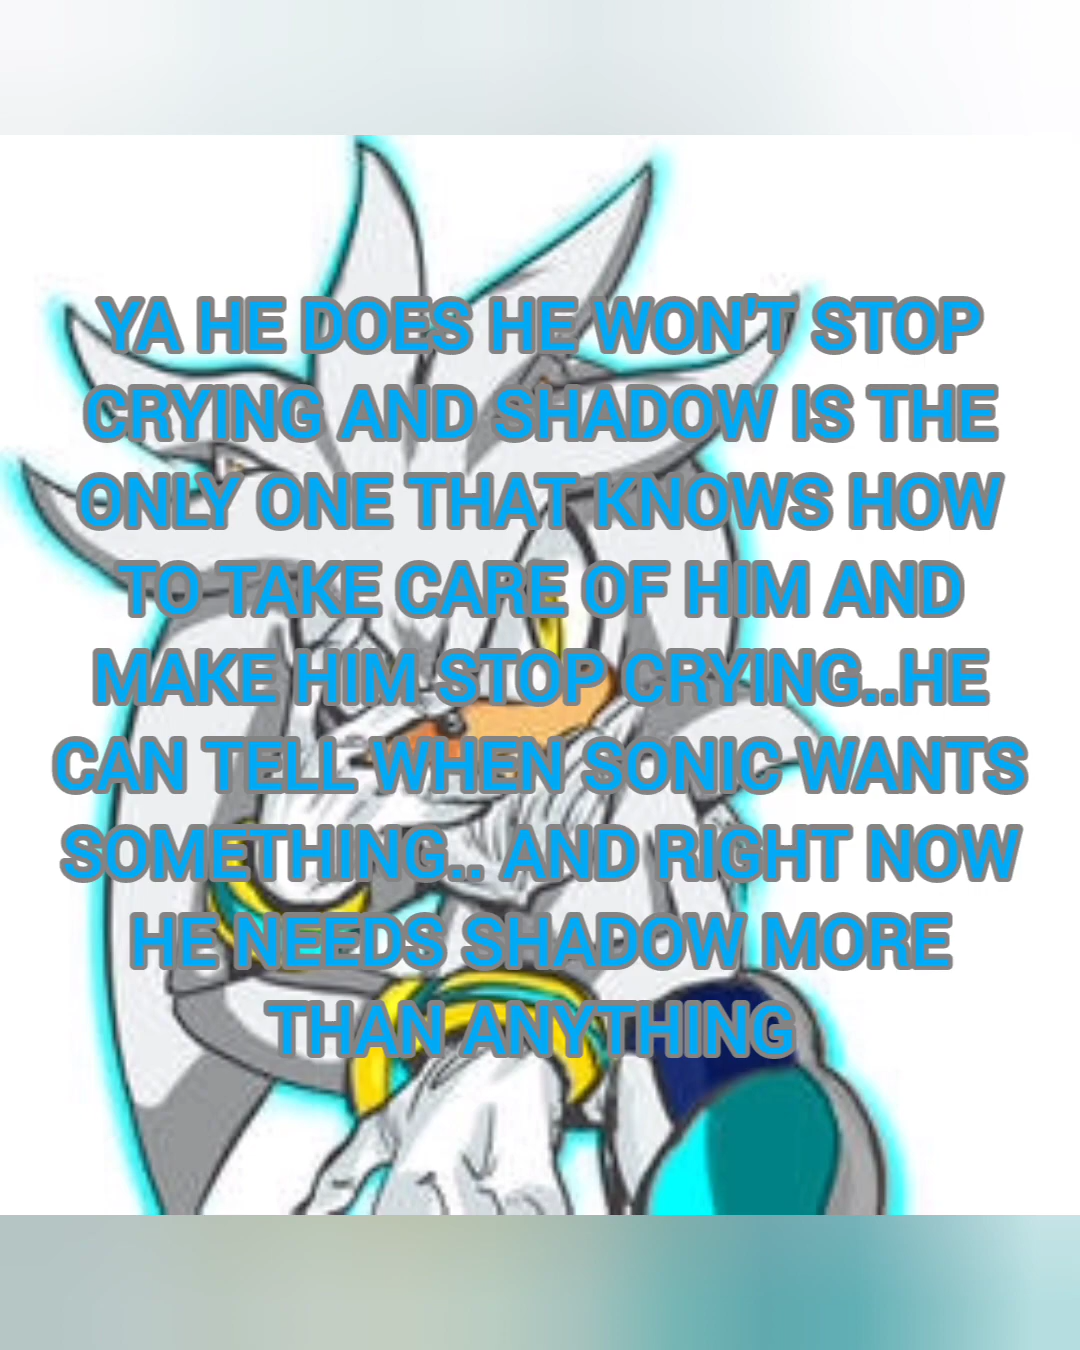 YA HE DOES HE WON'T STOP
CRYING AND SHADOW IS THE
ONLY ONE THAT KNOWS HOW
TO TAKE CARE OF HIM AND
MAKE HIM STOP CRYING..HE
CAN TELL WHEN SONIC WANTS
SOMETHING.. AND RIGHT NOW
HE NEEDS SHADOW MORE
THAN ANYTHING